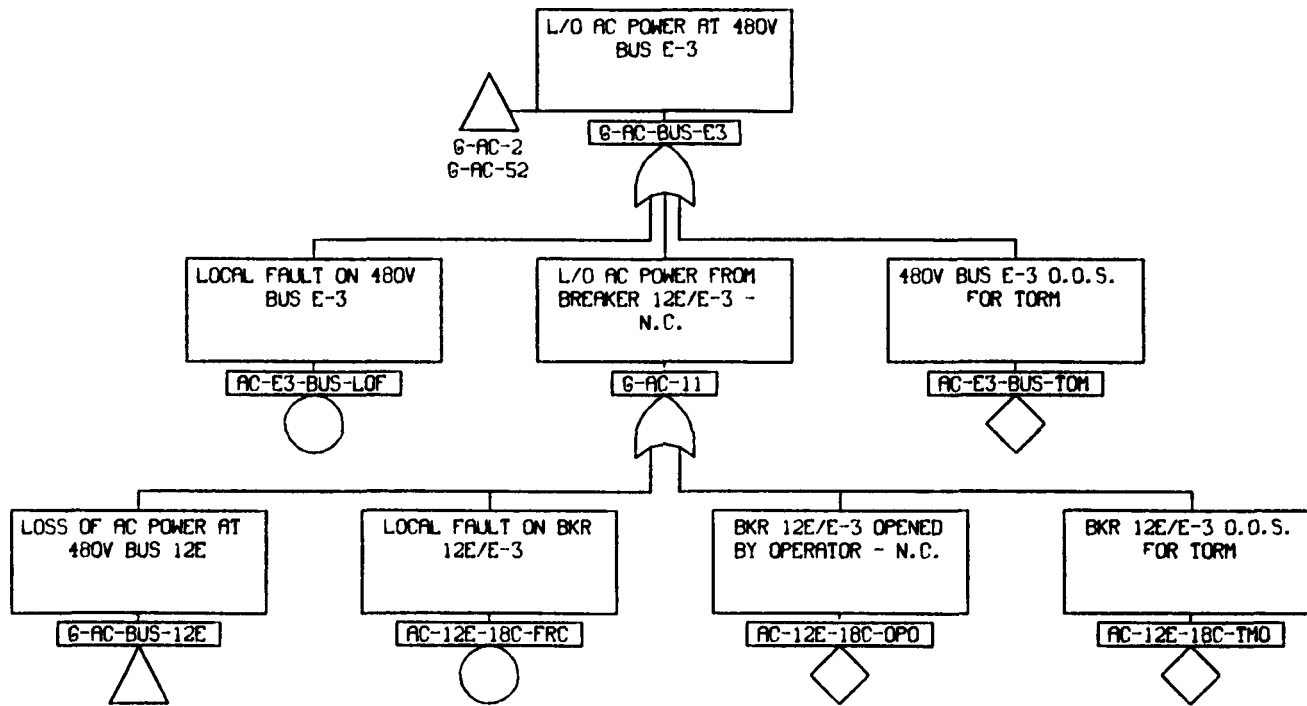 L/O AC POWER AT 480V
BUS E-3
G-AC-BUS-E3
G-AC-2
G-AC-52
LOCAL FAULT ON 480V
BUS E-3
AC-E3-BUS-LOF
L/O AC POWER FROM
BREAKER 12E/E-3 -
N.C.
G-AC-11
480V BUS E-3 O.O.S.
FOR TORM
AC-E3-BUS-TOM
LOSS OF AC POWER AT
480V BUS 12E
G-AC-BUS-12E
LOCAL FAULT ON BKR
12E/E-3
AC-12E-18C-FRC
BKR 12E/E-3 OPENED
BY OPERATOR - N.C.
AC-12E-18C-OPO
BKR 12E/E-3 O.O.S.
FOR TORM
AC-12E-18C-TMO